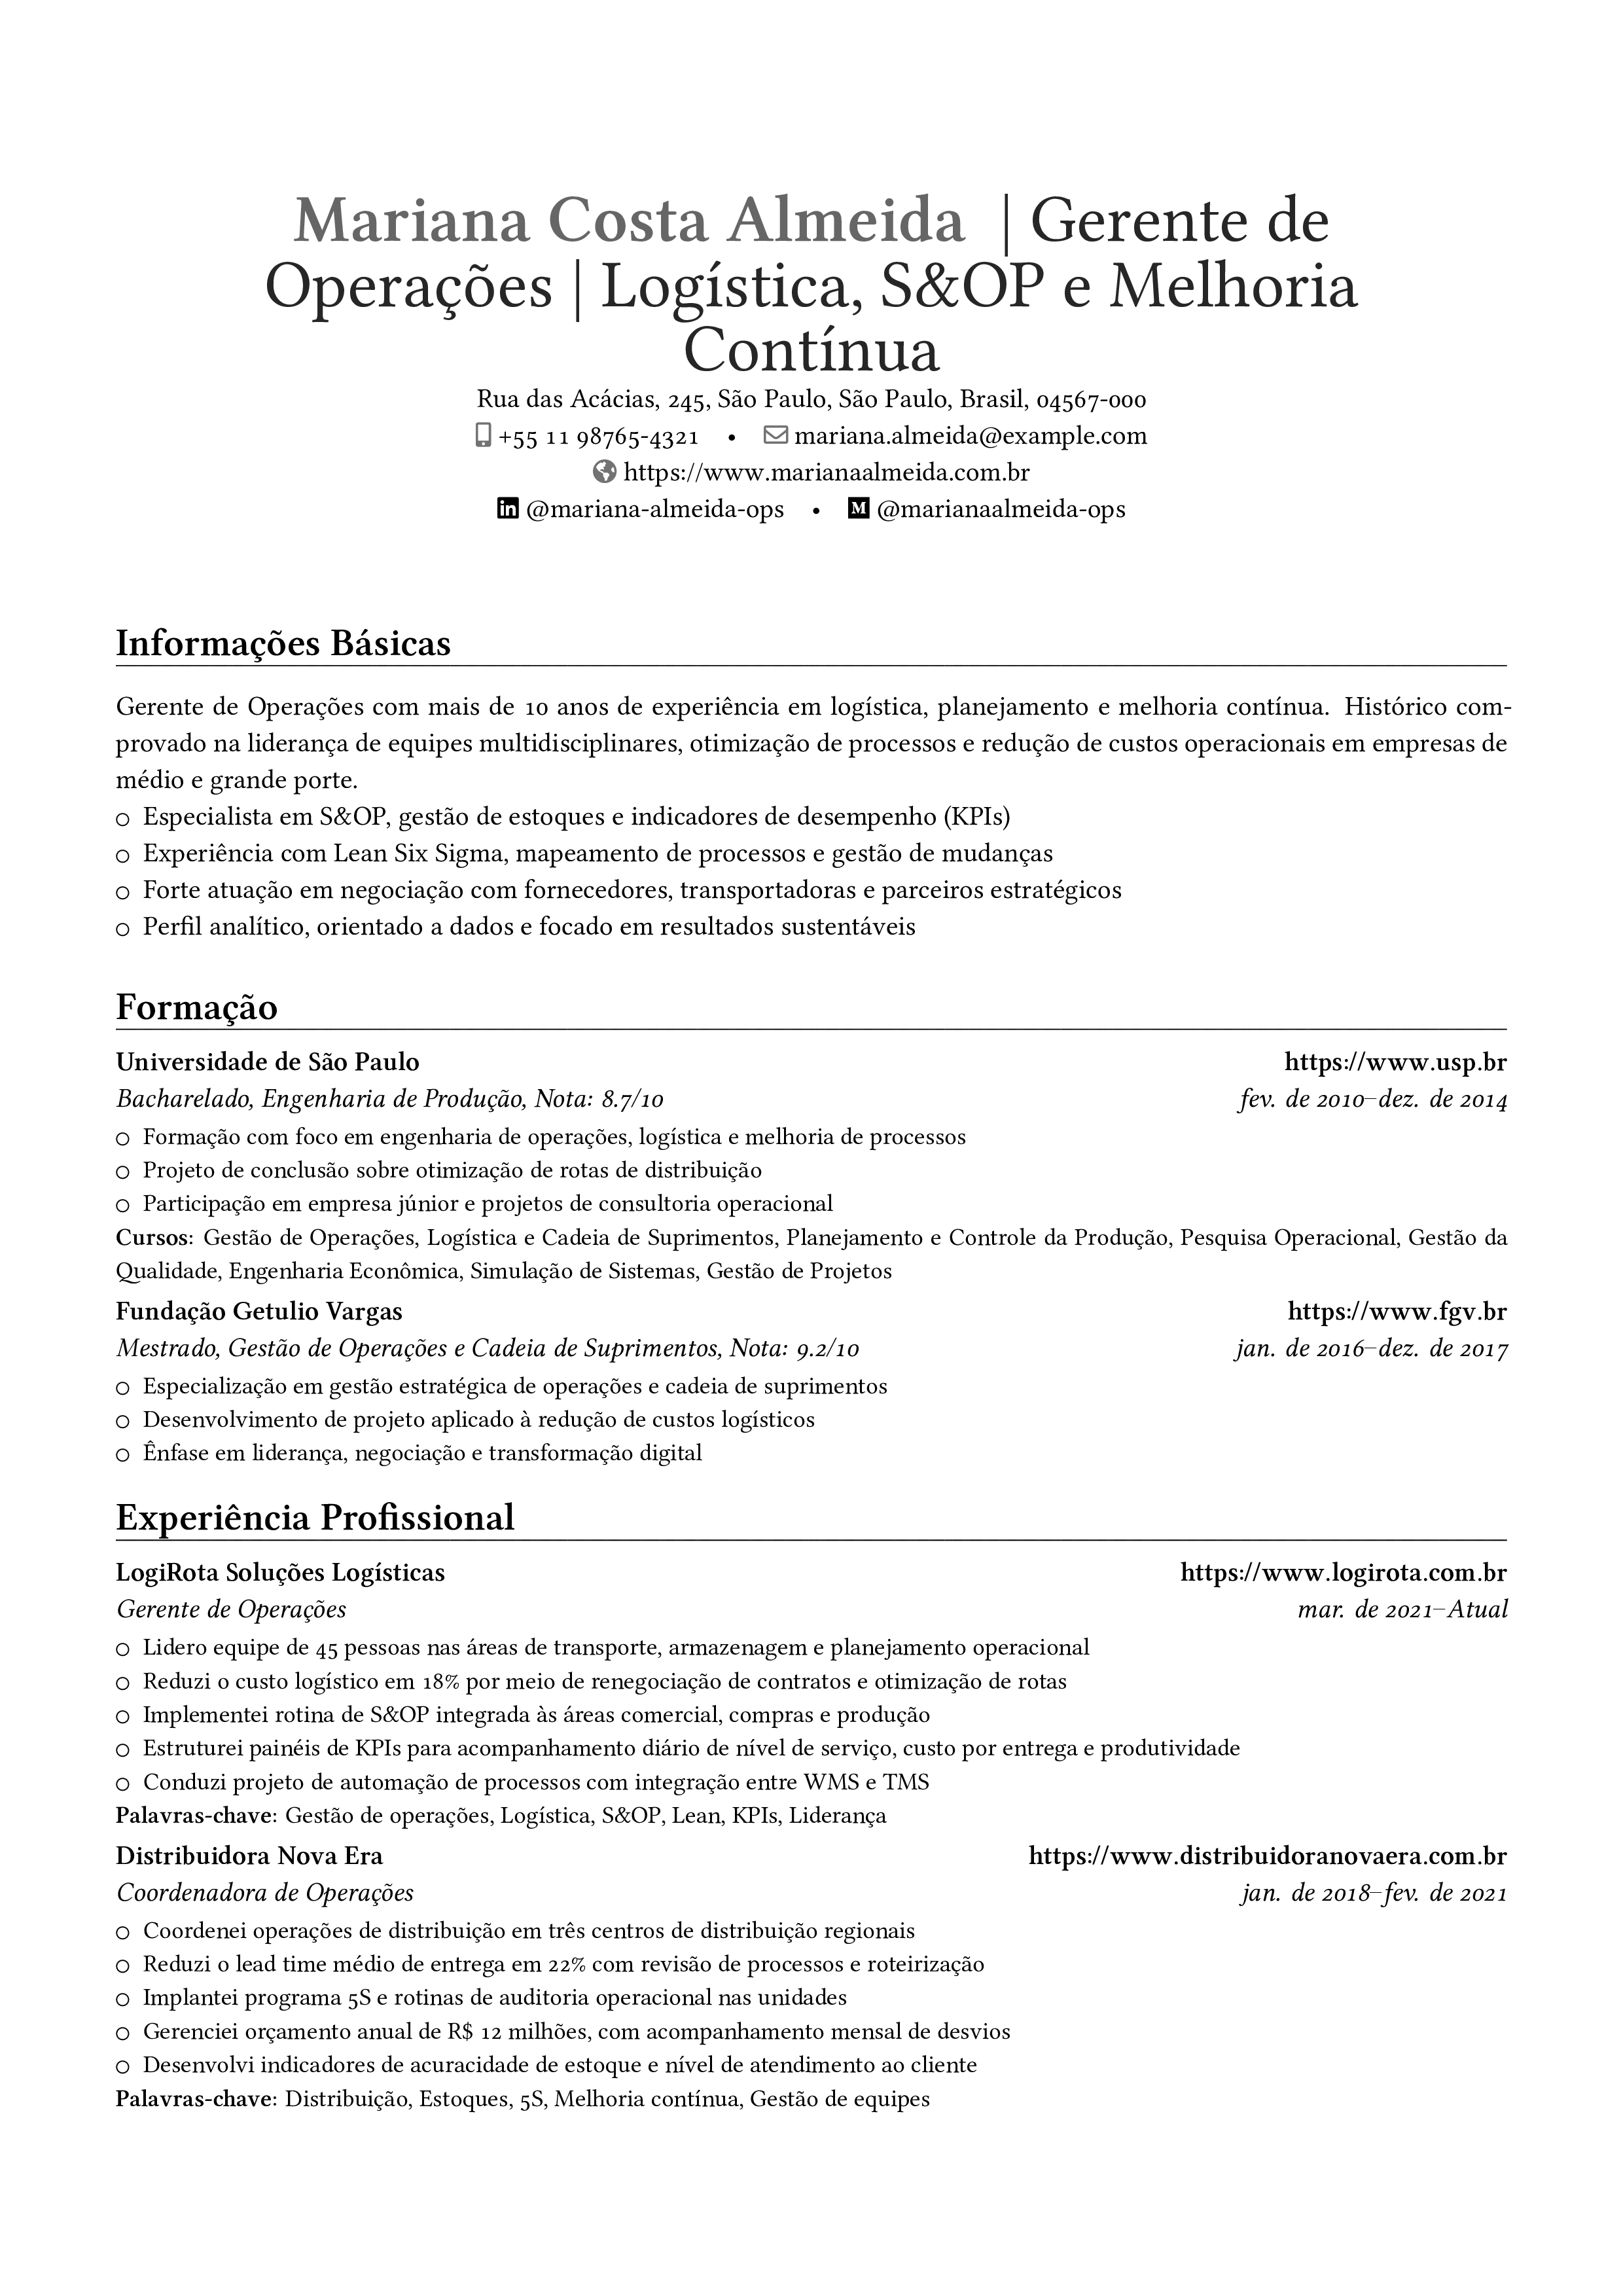 Mariana Costa Almeida | Gerente de
Operações | Logística, S&OP e Melhoria
Contínua
Rua das Acácias, 245, São Paulo, São Paulo, Brasil, 04567-000
+55 11 98765-4321 • mariana.almeida@example.com
https://www.marianaalmeida.com.br
@mariana-almeida-ops • @marianaalmeida-ops
Informações Básicas
Gerente de Operações com mais de 10 anos de experiência em logística, planejamento e melhoria contínua. Histórico com-
provado na liderança de equipes multidisciplinares, otimização de processos e redução de custos operacionais em empresas de
médio e grande porte.
○ Especialista em S&OP, gestão de estoques e indicadores de desempenho (KPIs)
○ Experiência com Lean Six Sigma, mapeamento de processos e gestão de mudanças
○ Forte atuação em negociação com fornecedores, transportadoras e parceiros estratégicos
○ Perfil analítico, orientado a dados e focado em resultados sustentáveis
Formação
Universidade de São Paulo https://www.usp.br
Bacharelado, Engenharia de Produção, Nota: 8.7/10 fev. de 2010–dez. de 2014
○ Formação com foco em engenharia de operações, logística e melhoria de processos
○ Projeto de conclusão sobre otimização de rotas de distribuição
○ Participação em empresa júnior e projetos de consultoria operacional
Cursos: Gestão de Operações, Logística e Cadeia de Suprimentos, Planejamento e Controle da Produção, Pesquisa Operacional, Gestão da
Qualidade, Engenharia Econômica, Simulação de Sistemas, Gestão de Projetos
Fundação Getulio Vargas https://www.fgv.br
Mestrado, Gestão de Operações e Cadeia de Suprimentos, Nota: 9.2/10 jan. de 2016–dez. de 2017
○ Especialização em gestão estratégica de operações e cadeia de suprimentos
○ Desenvolvimento de projeto aplicado à redução de custos logísticos
○ Ênfase em liderança, negociação e transformação digital
Experiência Profissional
LogiRota Soluções Logísticas https://www.logirota.com.br
Gerente de Operações mar. de 2021–Atual
○ Lidero equipe de 45 pessoas nas áreas de transporte, armazenagem e planejamento operacional
○ Reduzi o custo logístico em 18% por meio de renegociação de contratos e otimização de rotas
○ Implementei rotina de S&OP integrada às áreas comercial, compras e produção
○ Estruturei painéis de KPIs para acompanhamento diário de nível de serviço, custo por entrega e produtividade
○ Conduzi projeto de automação de processos com integração entre WMS e TMS
Palavras-chave: Gestão de operações, Logística, S&OP, Lean, KPIs, Liderança
Distribuidora Nova Era https://www.distribuidoranovaera.com.br
Coordenadora de Operações jan. de 2018–fev. de 2021
○ Coordenei operações de distribuição em três centros de distribuição regionais
○ Reduzi o lead time médio de entrega em 22% com revisão de processos e roteirização
○ Implantei programa 5S e rotinas de auditoria operacional nas unidades
○ Gerenciei orçamento anual de R$ 12 milhões, com acompanhamento mensal de desvios
○ Desenvolvi indicadores de acuracidade de estoque e nível de atendimento ao cliente
Palavras-chave: Distribuição, Estoques, 5S, Melhoria contínua, Gestão de equipes